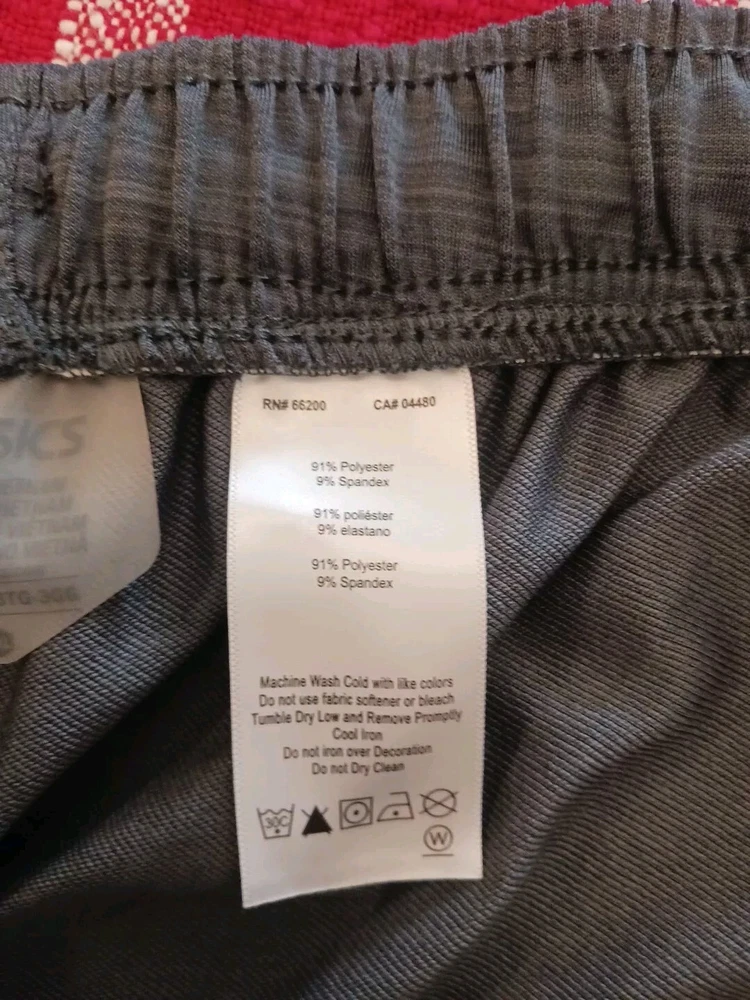 RN# 66200 CA# 04480
91% Polyester
9% Spandex
91% poliéster
9% elastano
91% Polyester
9% Spandex
Machine Wash Cold with like colors
Do not use fabric softener or bleach
Tumble Dry Low and Remove Promptly
Cool Iron
Do not iron over Decoration
Do not Dry Clean
30C
W
SICS